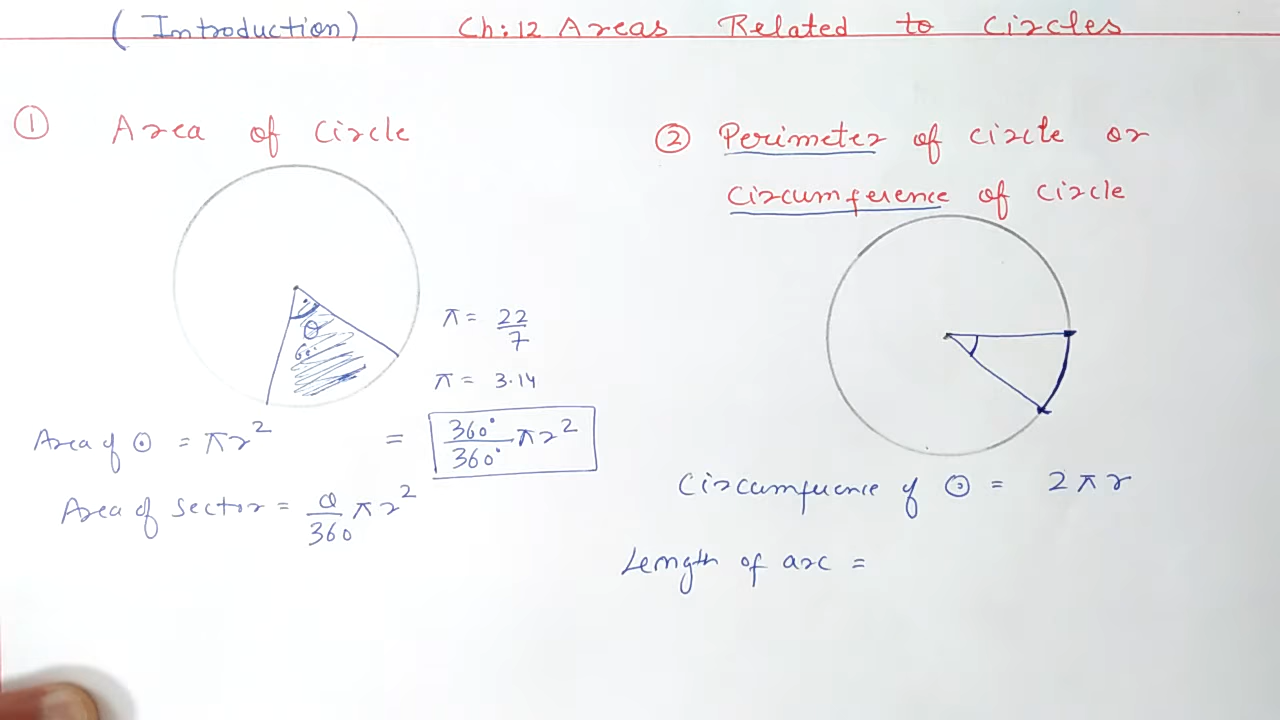 (Introduction) Ch:12 Areas Related to Circles
① Area of Circle
② Perimeter of circle or
Circumference of circle
π = 22/7
θ
60°
π = 3.14
Area of ⊙ = πr² = 360°/360° πr²
Area of sector = θ/360 πr²
Circumference of ⊙ = 2πr
Length of arc =